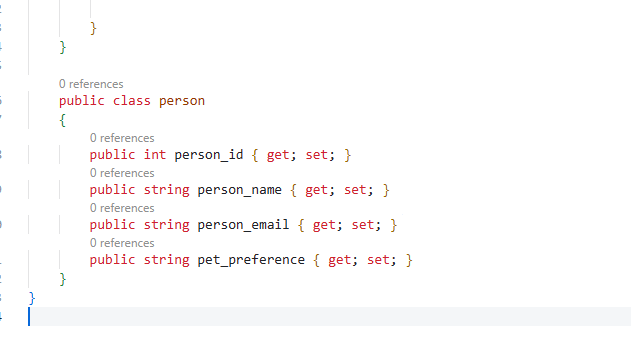 }
}
0 references
public class person
{
0 references
public int person_id { get; set; }
0 references
public string person_name { get; set; }
0 references
public string person_email { get; set; }
0 references
public string pet_preference { get; set; }
}
}